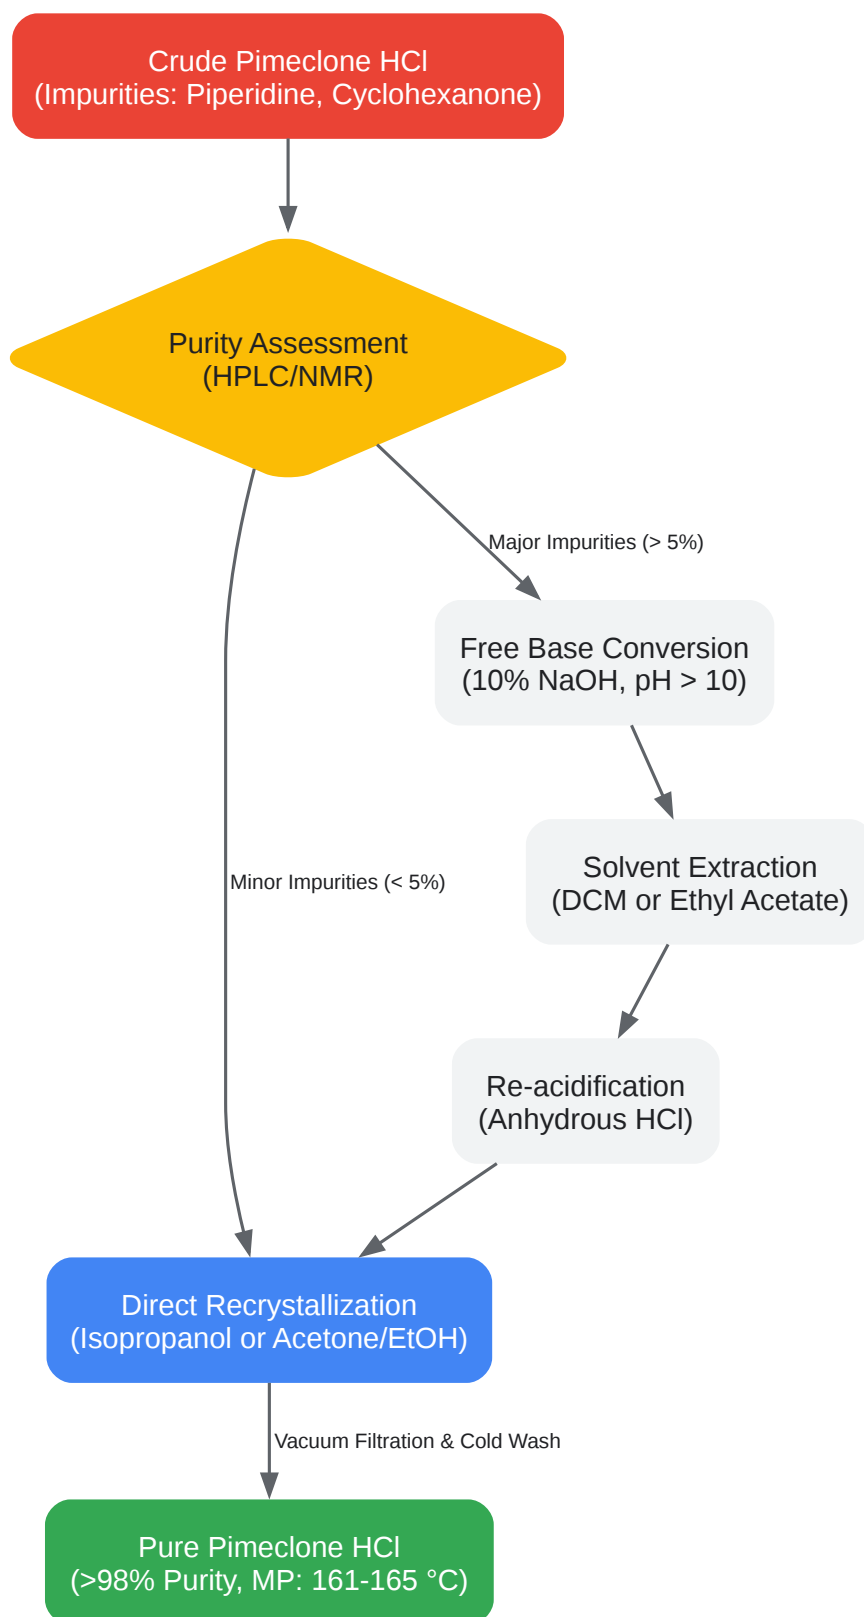 Crude Pimeclone HCl
(Impurities: Piperidine, Cyclohexanone)
Purity Assessment
(HPLC/NMR)
Major Impurities (> 5%)
Free Base Conversion
(10% NaOH, pH > 10)
Solvent Extraction
(DCM or Ethyl Acetate)
Minor Impurities (< 5%)
Re-acidification
(Anhydrous HCl)
Direct Recrystallization
(Isopropanol or Acetone/EtOH)
Vacuum Filtration & Cold Wash
Pure Pimeclone HCl
(>98% Purity, MP: 161-165 °C)